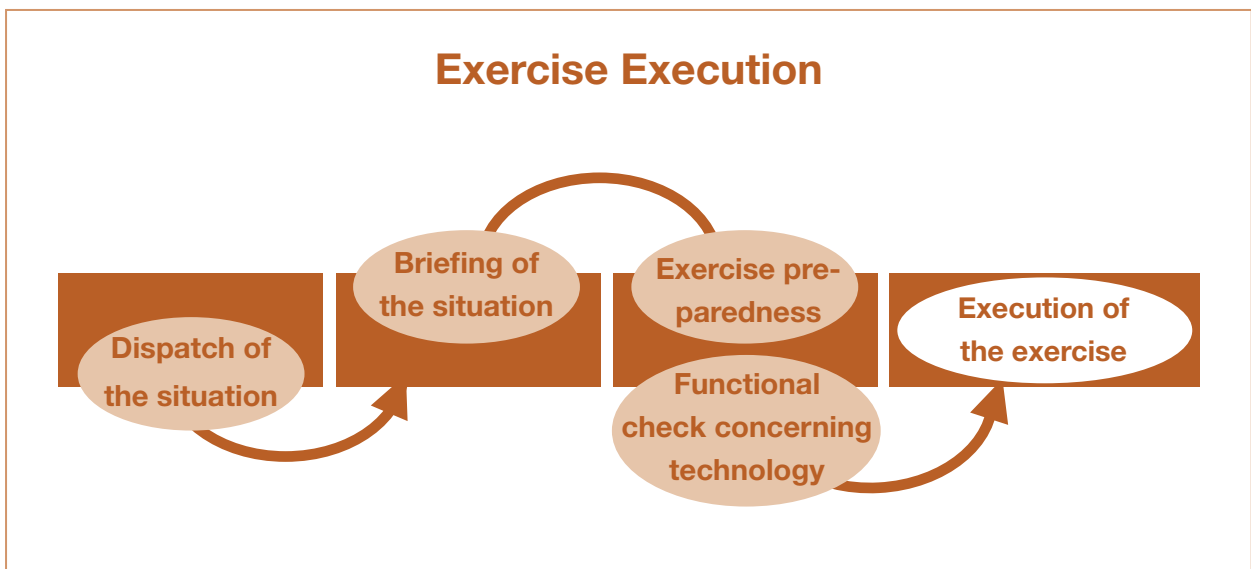 Exercise Execution
Dispatch of
the situation
Briefing of
the situation
Exercise pre-
paredness
Functional
check concerning
technology
Execution of
the exercise